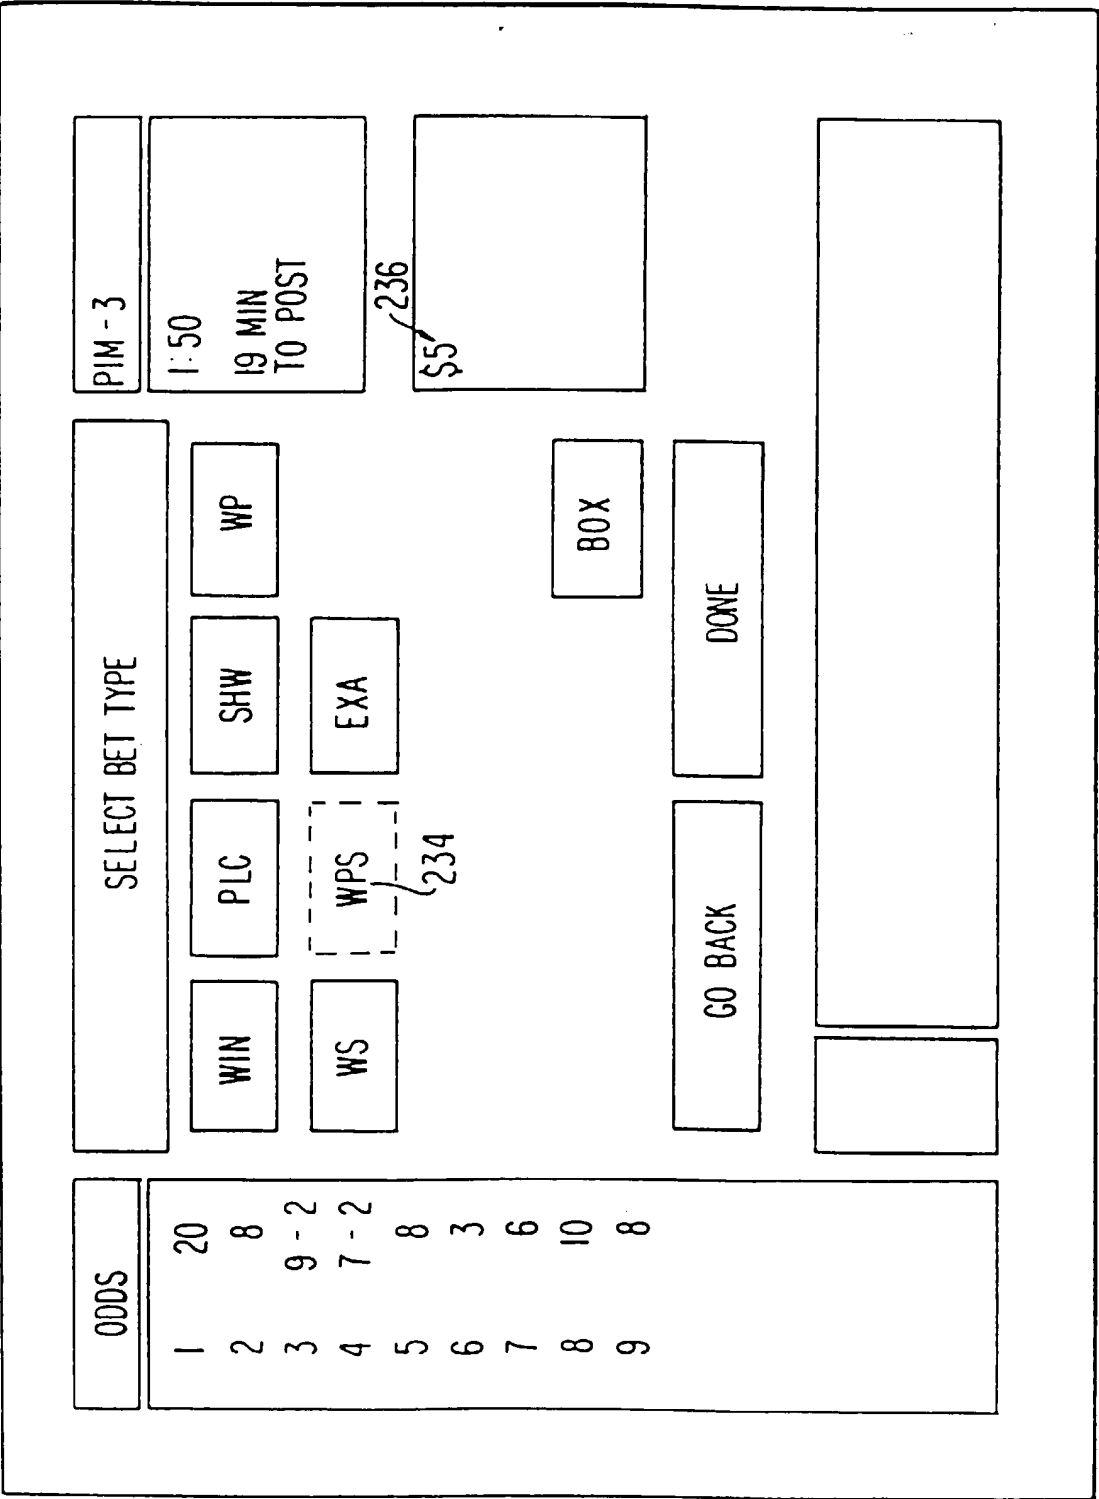 ODDS
1 20
2 8
3 9-2
4 7-2
5 8
6 3
7 6
8 10
9 8
SELECT BET TYPE
WIN PLC SHW WP
WS WPS EXA
234
BOX
GO BACK DONE
PIM-3
1:50
19 MIN
TO POST
236
$5